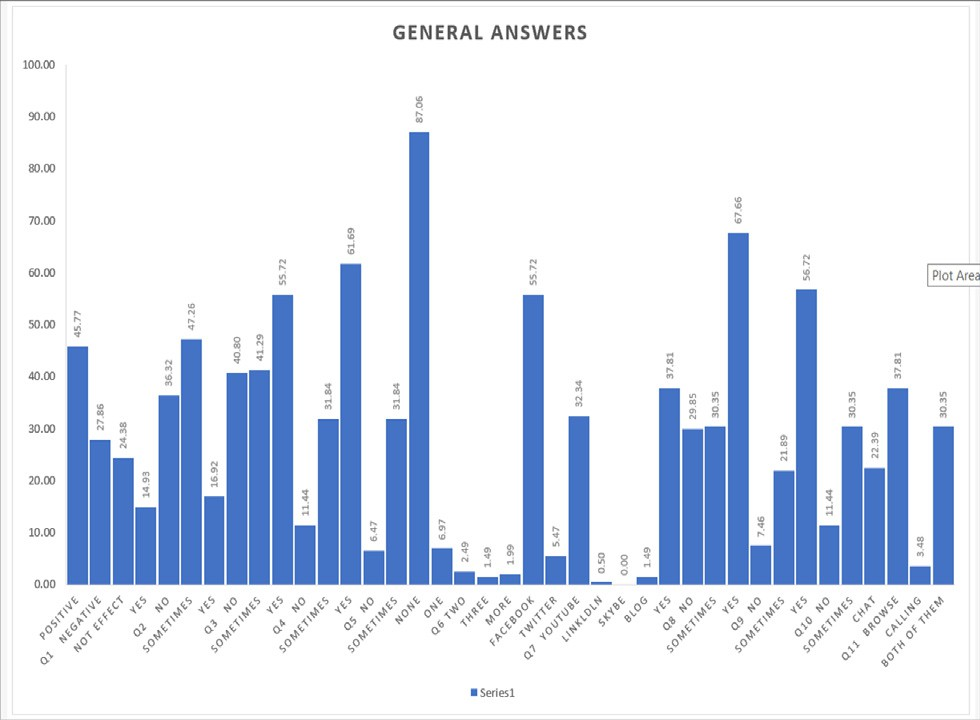 GENERAL ANSWERS
100.00
90.00
80.00
70.00
60.00
50.00
40.00
30.00
20.00
10.00
0.00
45.77
27.86
24.38
14.93
36.32
47.26
16.92
40.80
41.29
55.72
11.44
31.84
61.69
6.47
31.84
87.06
6.97
2.49
1.49
1.99
55.72
5.47
32.34
0.50
0.00
1.49
37.81
29.85
30.35
67.66
7.46
21.89
56.72
11.44
30.35
22.39
37.81
3.48
30.35
Plot Area
POSITIVE
Q1 NEGATIVE
NOT EFFECT
YES
Q2 NO
SOMETIMES
YES
Q3 NO
SOMETIMES
YES
Q4 NO
SOMETIMES
YES
Q5 NO
SOMETIMES
NONE
ONE
Q6 TWO
THREE
MORE
FACEBOOK
TWITTER
Q7 YOUTUBE
LINKLDLN
SKYBE
BLOG
YES
Q8 NO
SOMETIMES
YES
Q9 NO
SOMETIMES
YES
Q10 NO
SOMETIMES
CHAT
Q11 BROWSE
CALLING
BOTH OF THEM
Series1